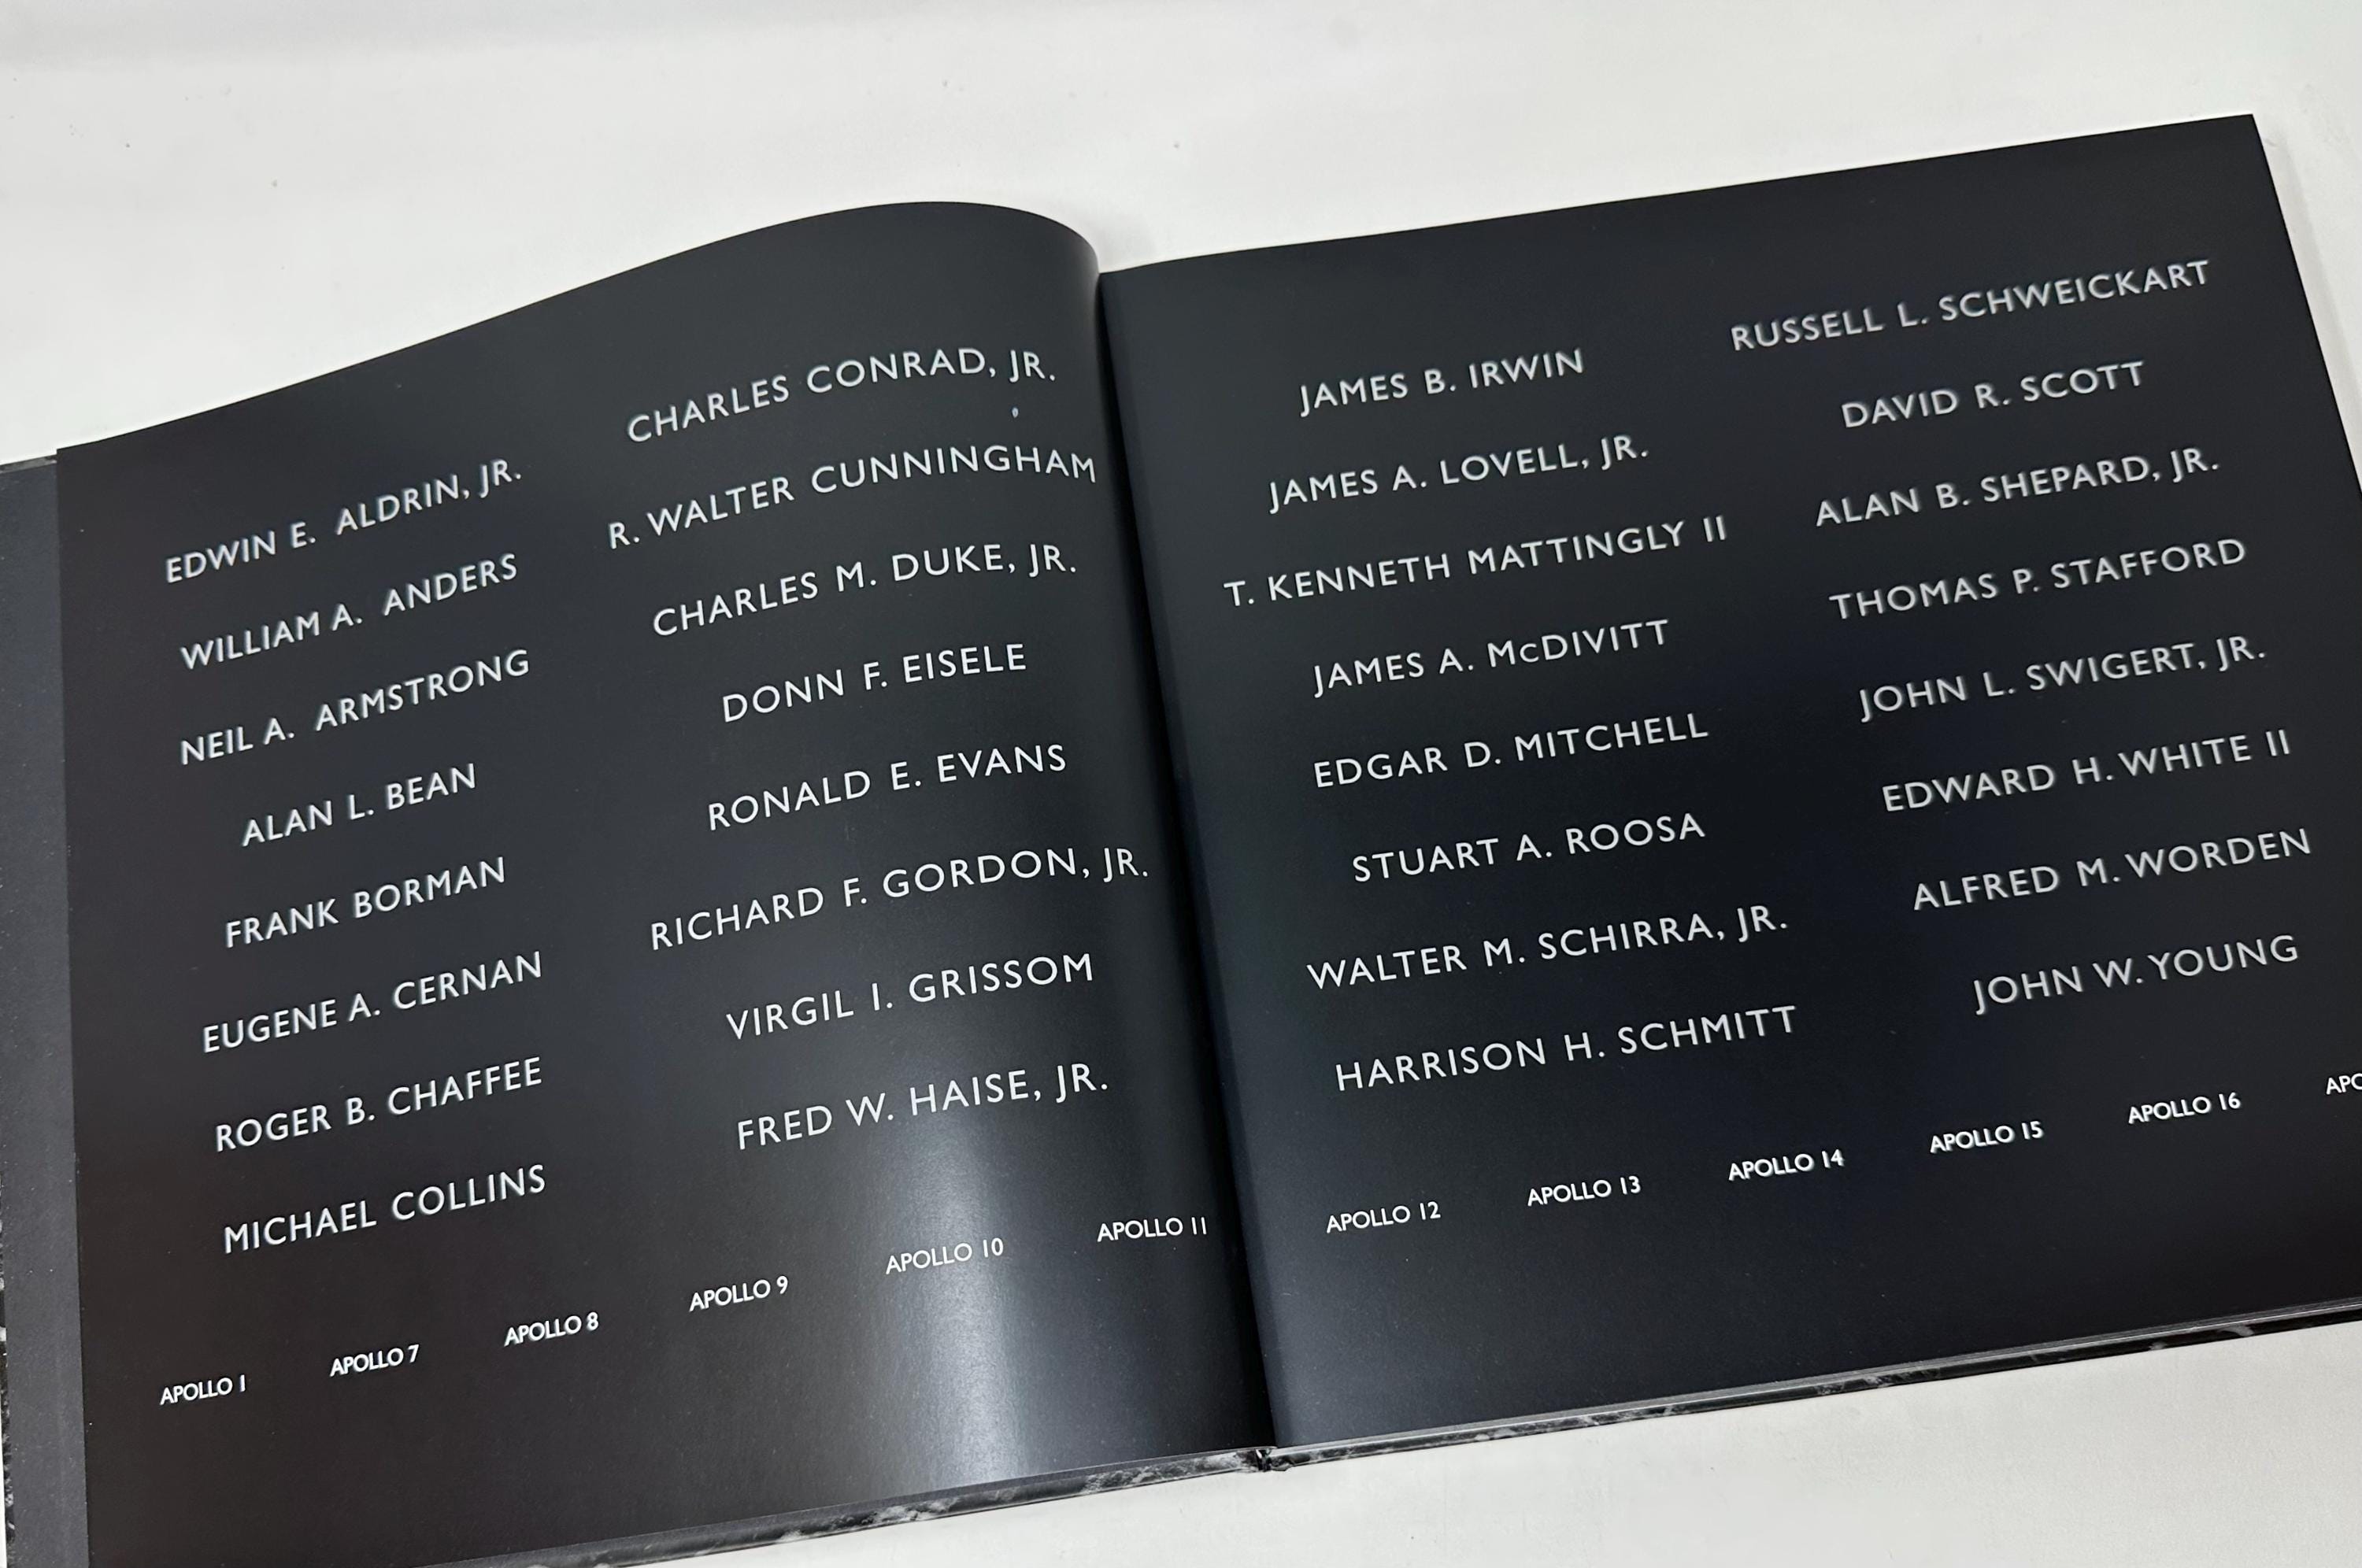 EDWIN E. ALDRIN, JR.
WILLIAM A. ANDERS
NEIL A. ARMSTRONG
ALAN L. BEAN
FRANK BORMAN
EUGENE A. CERNAN
ROGER B. CHAFFEE
MICHAEL COLLINS
CHARLES CONRAD, JR.
R. WALTER CUNNINGHAM
CHARLES M. DUKE, JR.
DONN F. EISELE
RONALD E. EVANS
RICHARD F. GORDON, JR.
VIRGIL I. GRISSOM
FRED W. HAISE, JR.
APOLLO 1 APOLLO 7 APOLLO 8 APOLLO 9 APOLLO 10 APOLLO 11
JAMES B. IRWIN
JAMES A. LOVELL, JR.
T. KENNETH MATTINGLY II
JAMES A. McDIVITT
EDGAR D. MITCHELL
STUART A. ROOSA
WALTER M. SCHIRRA, JR.
HARRISON H. SCHMITT
RUSSELL L. SCHWEICKART
DAVID R. SCOTT
ALAN B. SHEPARD, JR.
THOMAS P. STAFFORD
JOHN L. SWIGERT, JR.
EDWARD H. WHITE II
ALFRED M. WORDEN
JOHN W. YOUNG
APOLLO 12 APOLLO 13 APOLLO 14 APOLLO 15 APOLLO 16